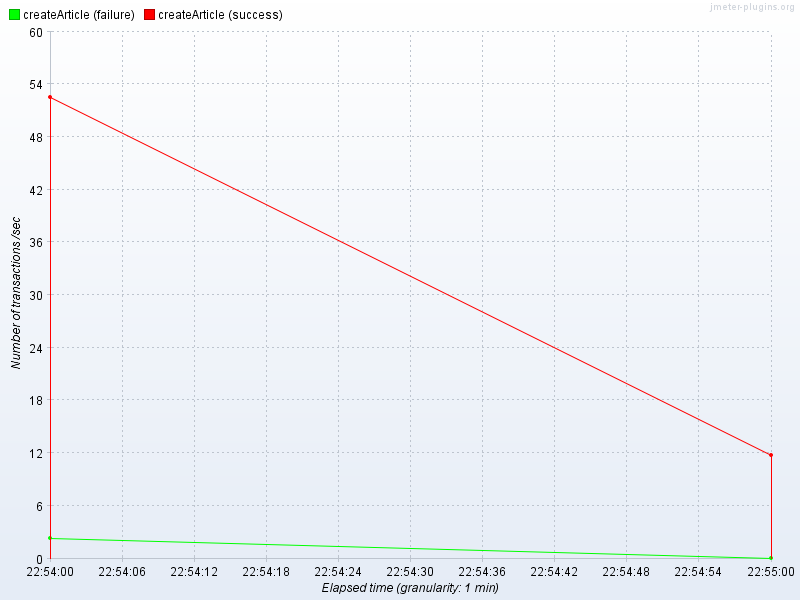 jmeter-plugins.org
createArticle (failure) createArticle (success)
60
54
48
42
36
30
24
18
12
6
0
Number of transactions /sec
22:54:00 22:54:06 22:54:12 22:54:18 22:54:24 22:54:30 22:54:36 22:54:42 22:54:48 22:54:54 22:55:00
Elapsed time (granularity: 1 min)